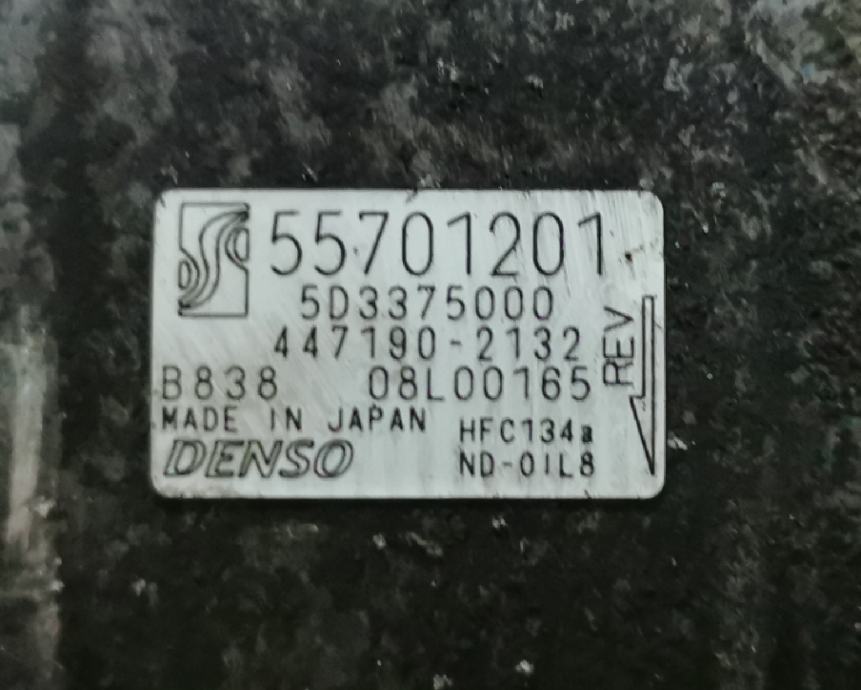 55701201
5D3375000
447190-2132
REV
B838 08L00165
MADE IN JAPAN HFC134a
DENSO ND-OIL8